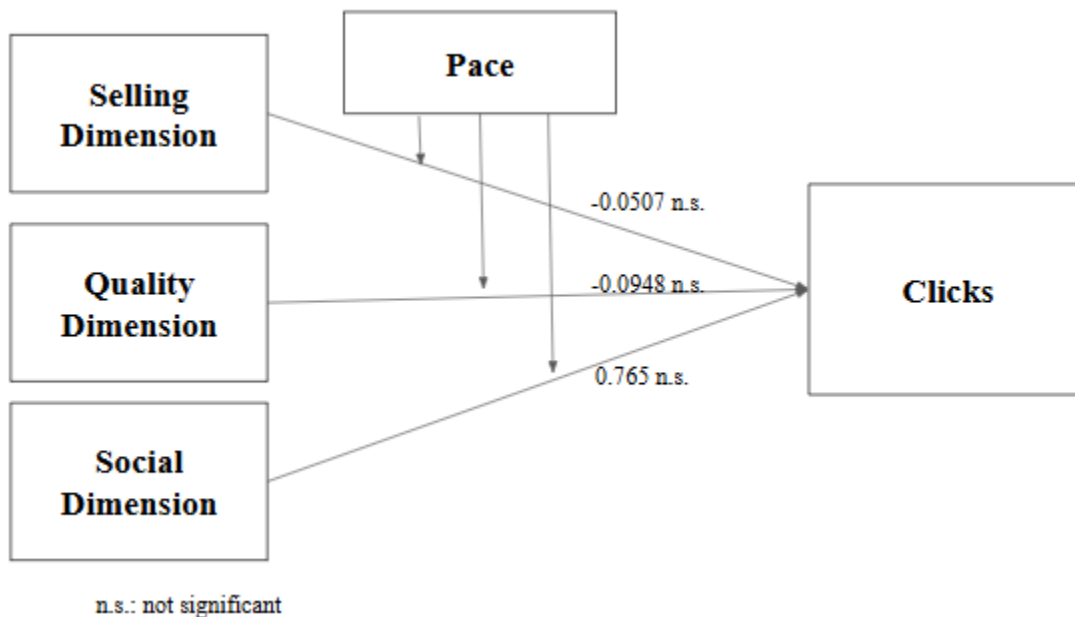 Pace
Selling
Dimension
-0.0507 n.s.
Quality
Dimension
-0.0948 n.s.
Clicks
0.765 n.s.
Social
Dimension
n.s.: not significant